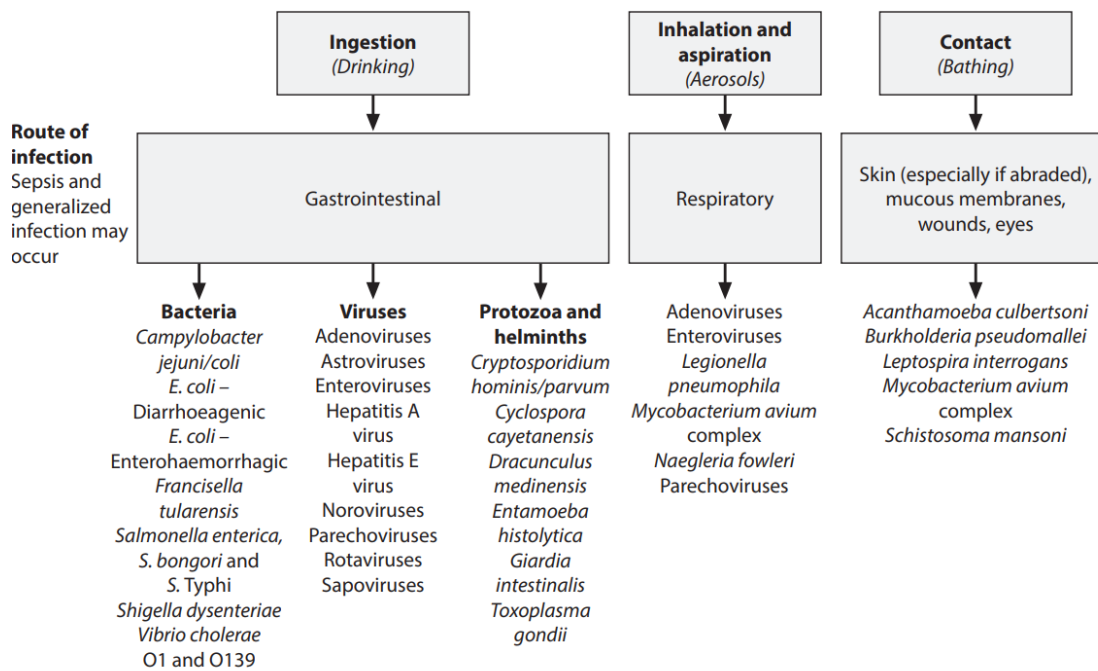 Ingestion
(Drinking)
Inhalation and
aspiration
(Aerosols)
Contact
(Bathing)
Route of
infection
Sepsis and
generalized
infection may
occur
Gastrointestinal
Respiratory
Skin (especially if abraded),
mucous membranes,
wounds, eyes
Bacteria
Campylobacter
jejuni/coli
E. coli –
Diarrhoeagenic
E. coli –
Enterohaemorrhagic
Francisella
tularensis
Salmonella enterica,
S. bongori and
S. Typhi
Shigella dysenteriae
Vibrio cholerae
O1 and O139
Viruses
Adenoviruses
Astroviruses
Enteroviruses
Hepatitis A
virus
Hepatitis E
virus
Noroviruses
Parechoviruses
Rotaviruses
Sapoviruses
Protozoa and
helminths
Cryptosporidium
hominis/parvum
Cyclospora
cayetanensis
Dracunculus
medinensis
Entamoeba
histolytica
Giardia
intestinalis
Toxoplasma
gondii
Adenoviruses
Enteroviruses
Legionella
pneumophila
Mycobacterium avium
complex
Naegleria fowleri
Parechoviruses
Acanthamoeba culbertsoni
Burkholderia pseudomallei
Leptospira interrogans
Mycobacterium avium
complex
Schistosoma mansoni